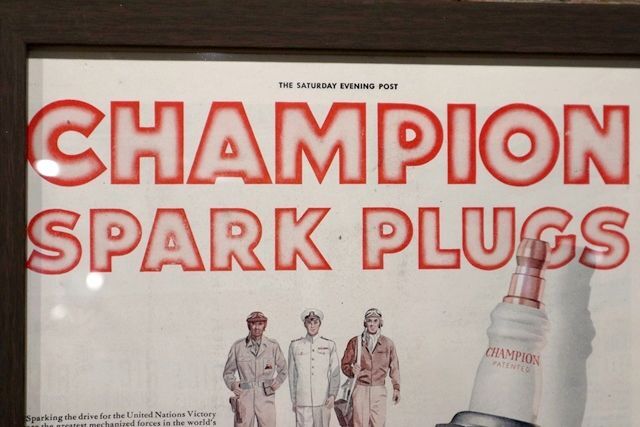 THE SATURDAY EVENING POST
CHAMPION
SPARK PLUGS
CHAMPION
PATENTED
Sparking the drive for the United Nations Victory
are the greatest mechanized forces in the world's